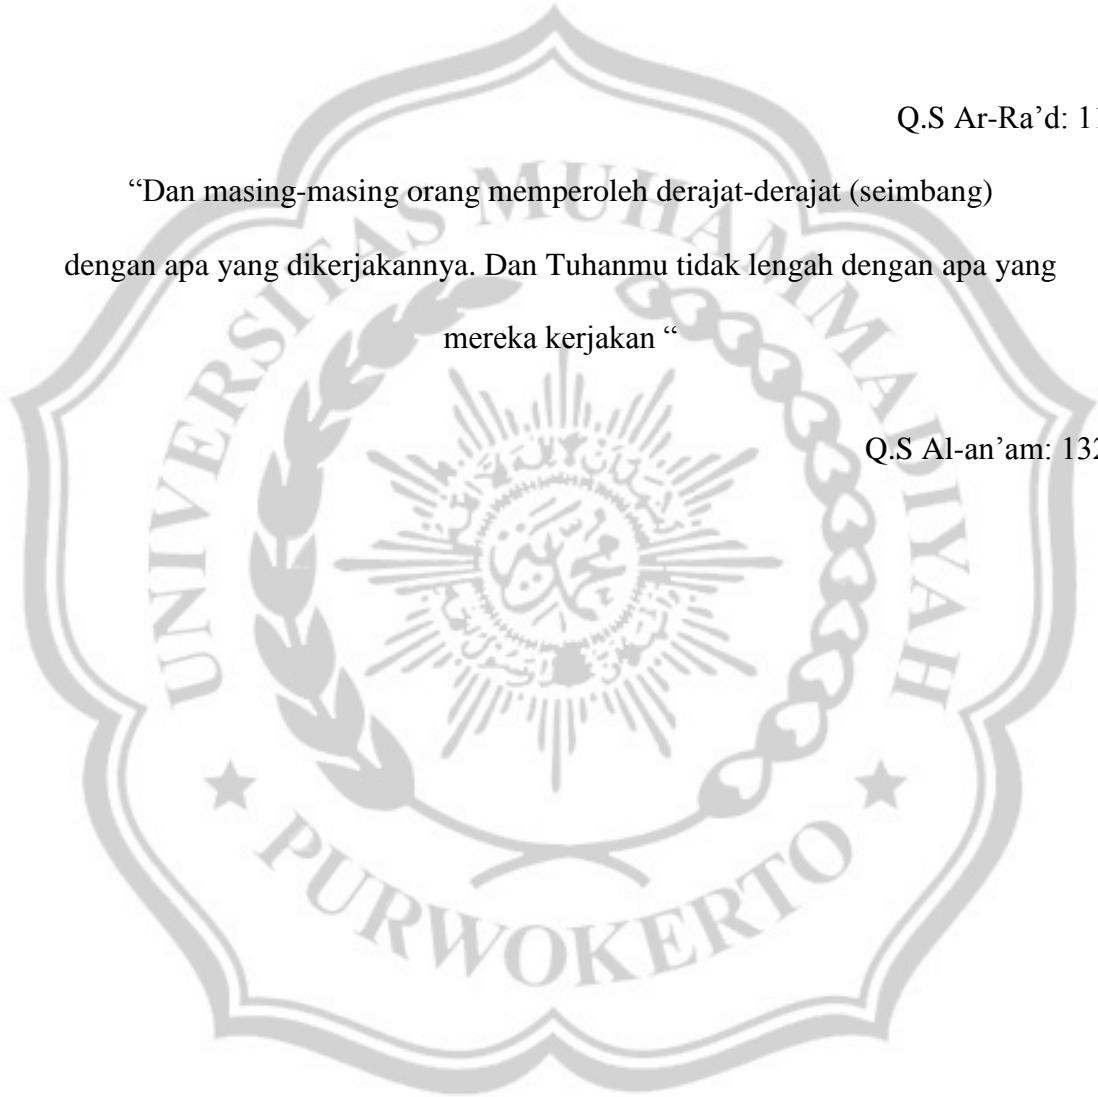 Q.S Ar-Ra’d: 11
“Dan masing-masing orang memperoleh derajat-derajat (seimbang)
dengan apa yang dikerjakannya. Dan Tuhanmu tidak lengah dengan apa yang
mereka kerjakan “
Q.S Al-an’am: 132
UNIVERSITAS MUHAMMADIYAH
PURWOKERTO
محمد